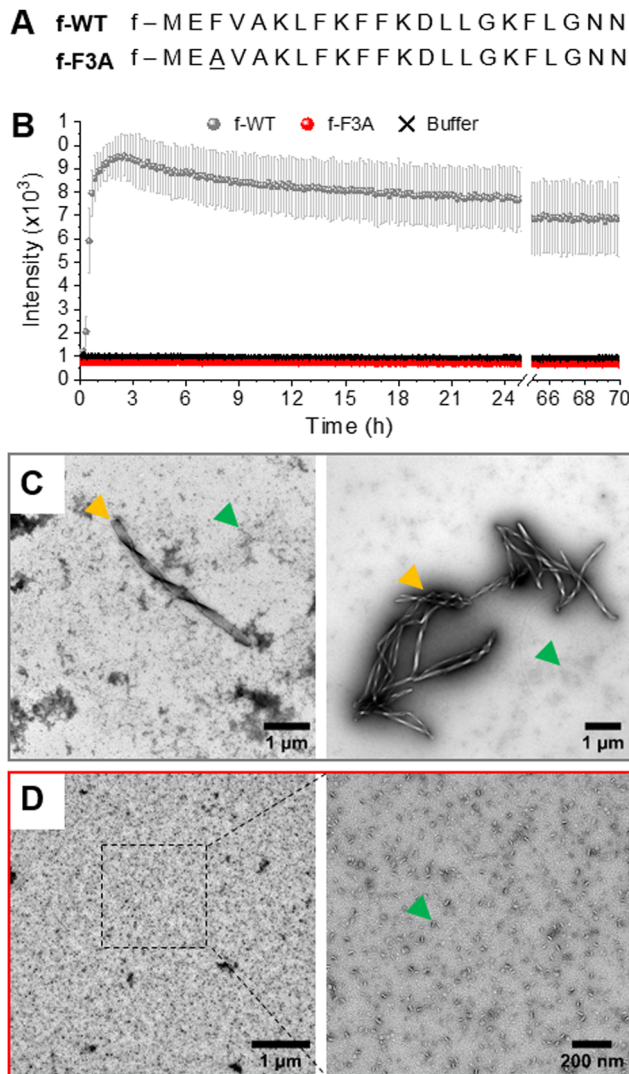 A
f-WT f – M E F V A K L F K F F K D L L G K F L G N N
f-F3A f – M E A V A K L F K F F K D L L G K F L G N N
B
f-WT f-F3A Buffer
Intensity (x10³)
1
0
9
8
7
6
5
4
3
2
1
0
0 3 6 9 12 15 18 21 24 66 68 70
Time (h)
C
1 µm
1 µm
D
1 µm
200 nm